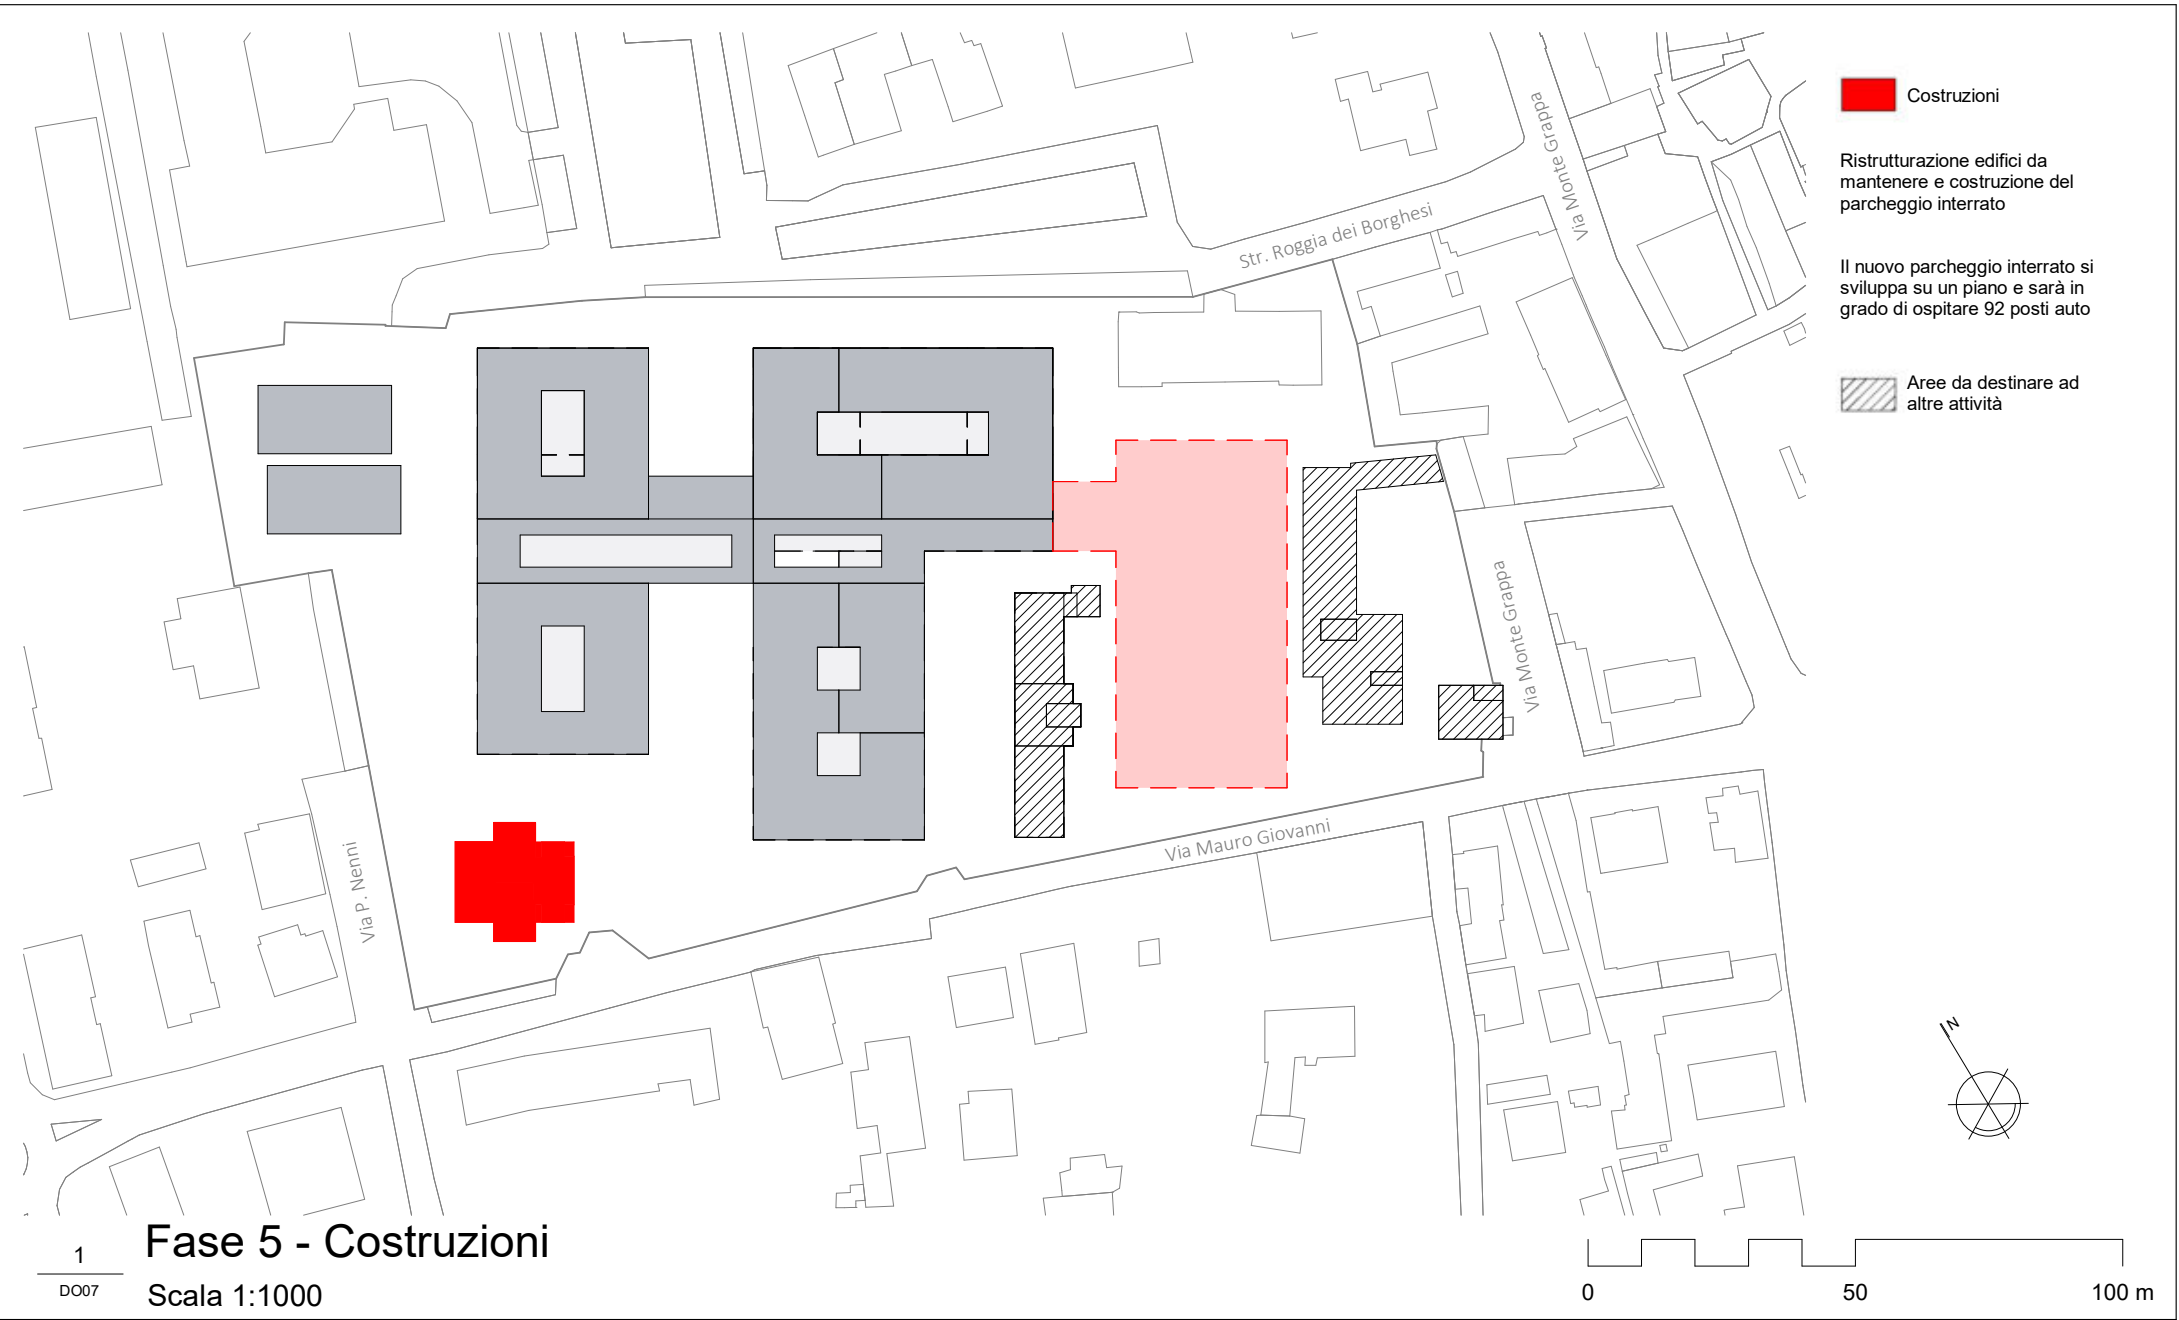 Costruzioni
Ristrutturazione edifici da
mantenere e costruzione del
parcheggio interrato
Il nuovo parcheggio interrato si
sviluppa su un piano e sarà in
grado di ospitare 92 posti auto
Aree da destinare ad
altre attività
Via Monte Grappa
Str. Roggia dei Borghesi
Via Monte Grappa
Via Mauro Giovanni
Via P. Nenni
N
1
DO07
Fase 5 - Costruzioni
Scala 1:1000
0 50 100 m